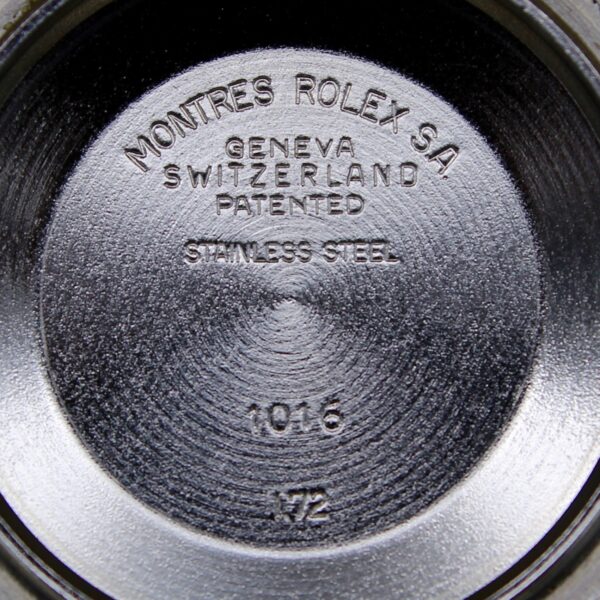 MONTRES ROLEX S.A.
GENEVA
SWITZERLAND
PATENTED
STAINLESS STEEL
1016
I.72